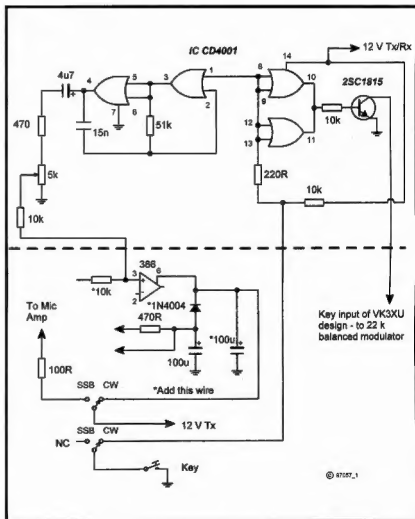 IC CD4001
12 V Tx/Rx
2SC1815
14
4u7
4
5
6
7
3
1
2
8
9
10
12
13
11
10k
470
15n
51k
220R
10k
5k
10k
386
*10k
3
6
2
+
-
*1N4004
To Mic
Amp
470R
*100u
100u
100R
SSB CW
*Add this wire
12 V Tx
NC
SSB CW
Key
Key input of VK3XU
design - to 22 k
balanced modulator
© 97057_1